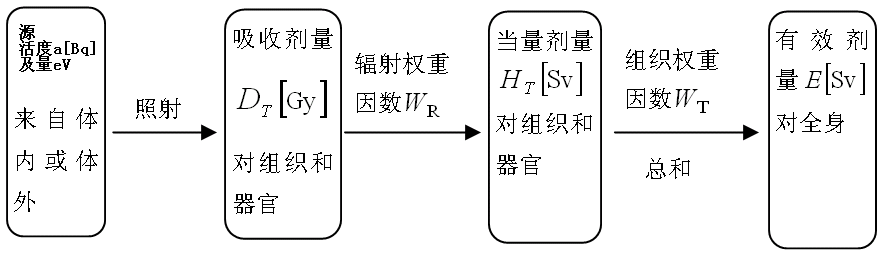 源
活度a[Bq]
及量eV
来自体
内或体
外
照射
吸收剂量
D_T[Gy]
对组织和
器官
辐射权重
因数W_R
当量剂量
H_T[Sv]
对组织和
器官
组织权重
因数W_T
总和
有效剂
量E[Sv]
对全身